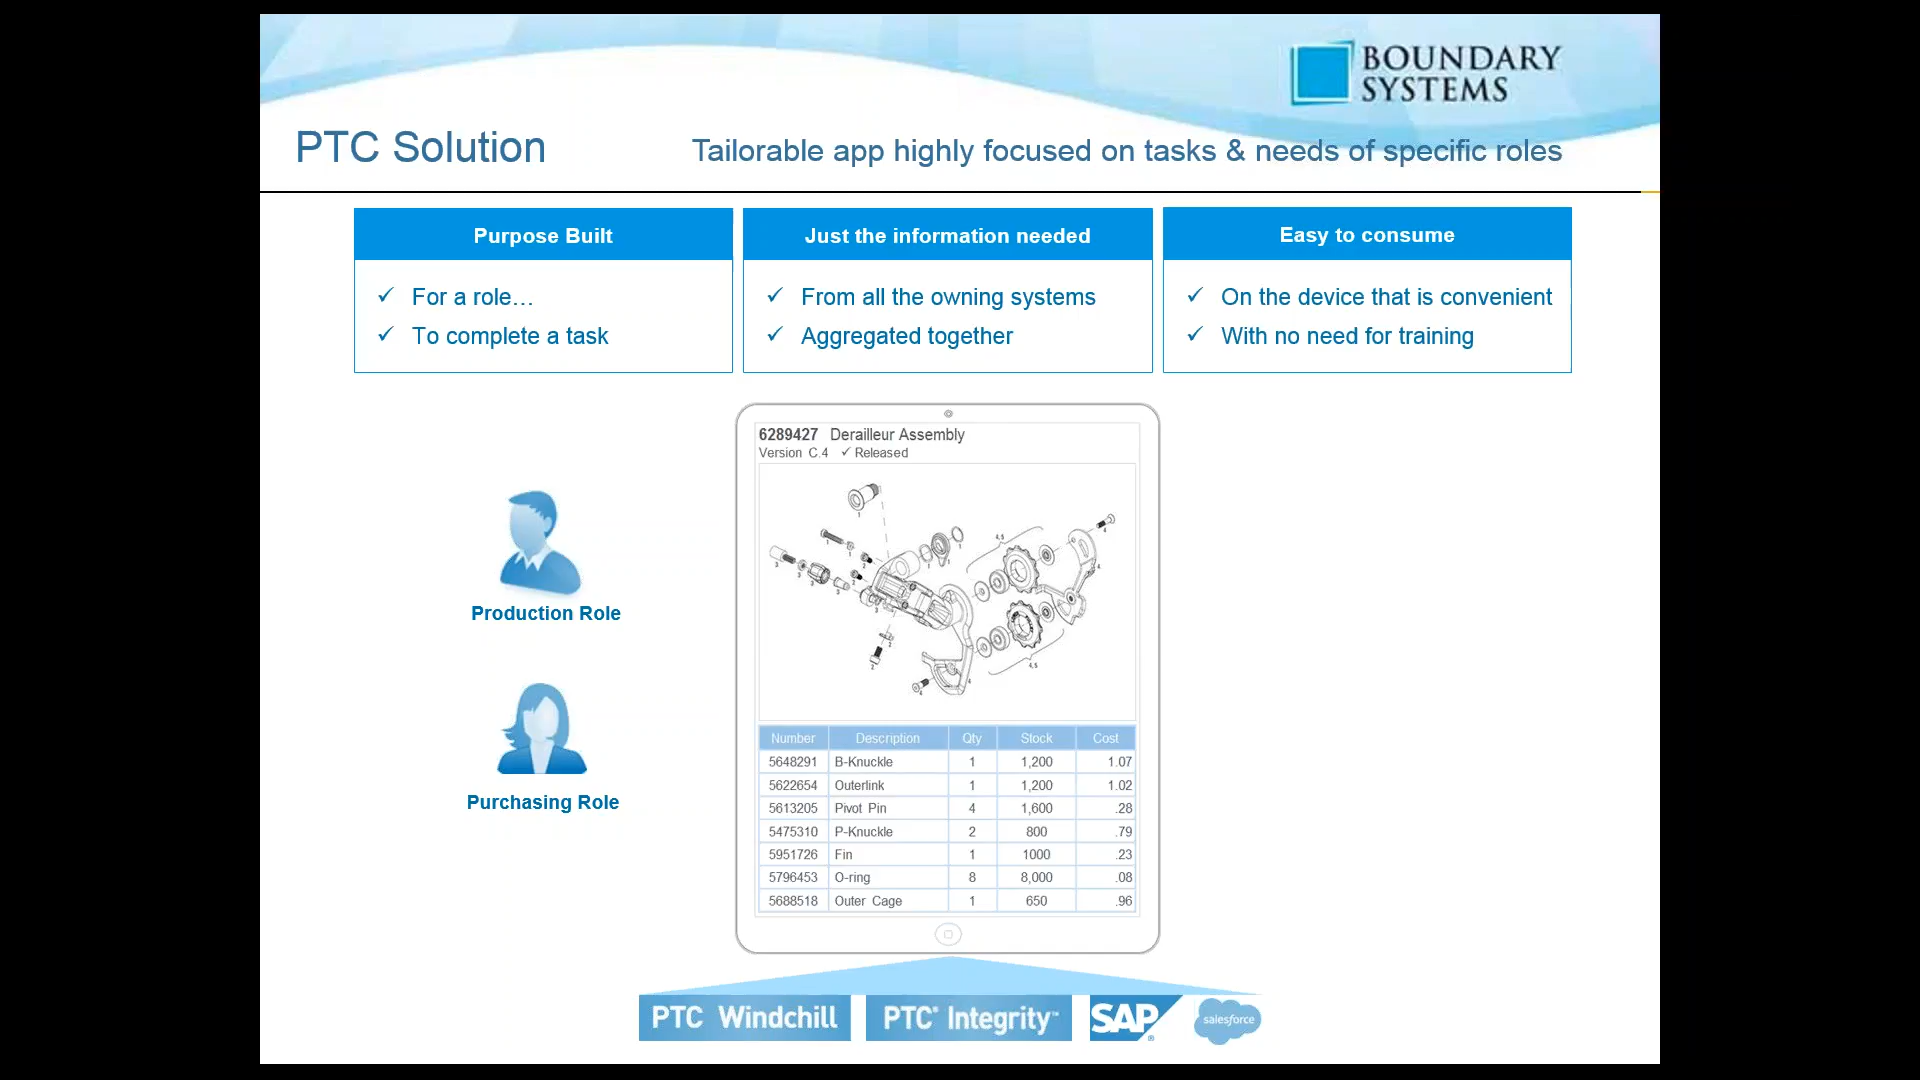 BOUNDARY
SYSTEMS
PTC Solution
Tailorable app highly focused on tasks & needs of specific roles
Purpose Built
✓ For a role…
✓ To complete a task
Just the information needed
✓ From all the owning systems
✓ Aggregated together
Easy to consume
✓ On the device that is convenient
✓ With no need for training
Production Role
Purchasing Role
6289427 Derailleur Assembly
Version C.4 ✓ Released
Number Description Qty Stock Cost
5648291 B-Knuckle 1 1,200 1.07
5622654 Outerlink 1 1,200 1.02
5613205 Pivot Pin 4 1,600 .28
5475310 P-Knuckle 2 800 .79
5951726 Fin 1 1000 .23
5796453 O-ring 8 8,000 .08
5688518 Outer Cage 1 650 .96
PTC Windchill
PTC® Integrity™
SAP®
salesforce